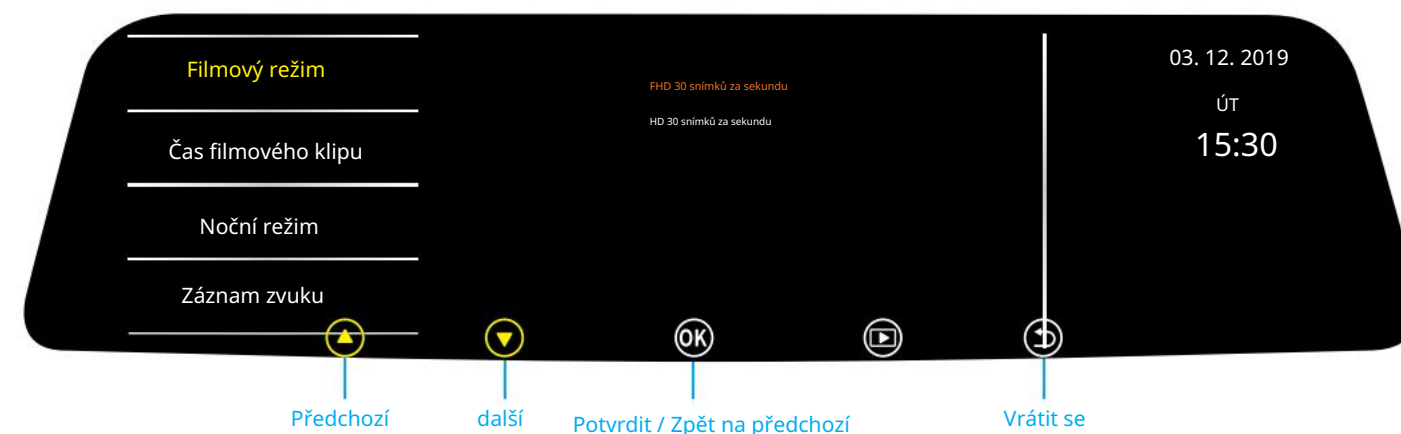 Filmový režim
Čas filmového klipu
Noční režim
Záznam zvuku
FHD 30 snímků za sekundu
HD 30 snímků za sekundu
03. 12. 2019
ÚT
15:30
OK
Předchozí
další
Potvrdit / Zpět na předchozí
Vrátit se